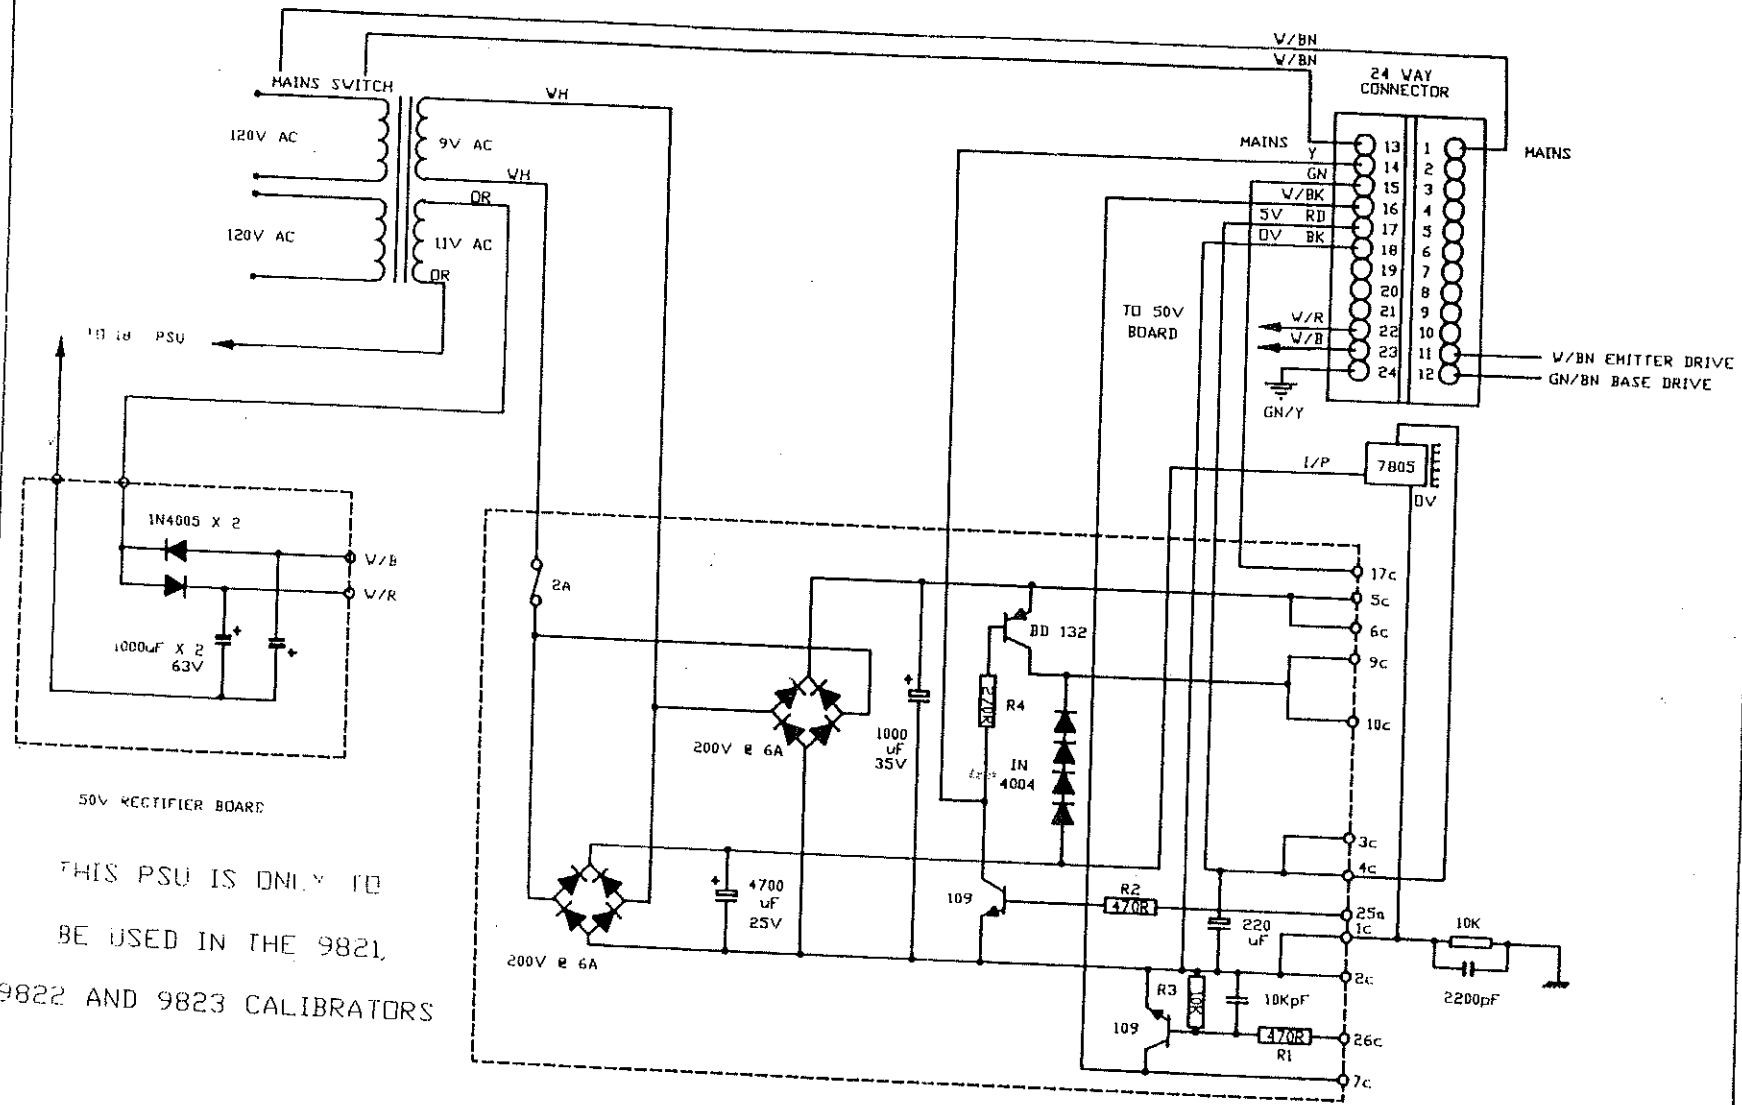 W/BN
W/BN
24 WAY
CONNECTOR
MAINS SWITCH
WH
120V AC
9V AC
WH
OR
120V AC
11V AC
OR
MAINS
MAINS
Y
GN
W/BK
5V RD
0V BK
13
14
15
16
17
18
19
20
21
22
23
24
1
2
3
4
5
6
7
8
9
10
11
12
TO 50V
BOARD
W/R
W/B
GN/Y
W/BN EMITTER DRIVE
GN/BN BASE DRIVE
PSU
I/P
7805
0V
1N4005 X 2
W/B
W/R
1000uF X 2
63V
+
+
50V RECTIFIER BOARD
2A
200V @ 6A
+
1000
uF
35V
BD 132
270R
R4
IN
4004
17c
5c
6c
9c
10c
3c
4c
25a
1c
2c
26c
7c
+
4700
uF
25V
200V @ 6A
109
R2
470R
220
uF
10K
2200pF
R3
10K
10KpF
109
470R
R1
THIS PSU IS ONLY TO
BE USED IN THE 9821,
9822 AND 9823 CALIBRATORS